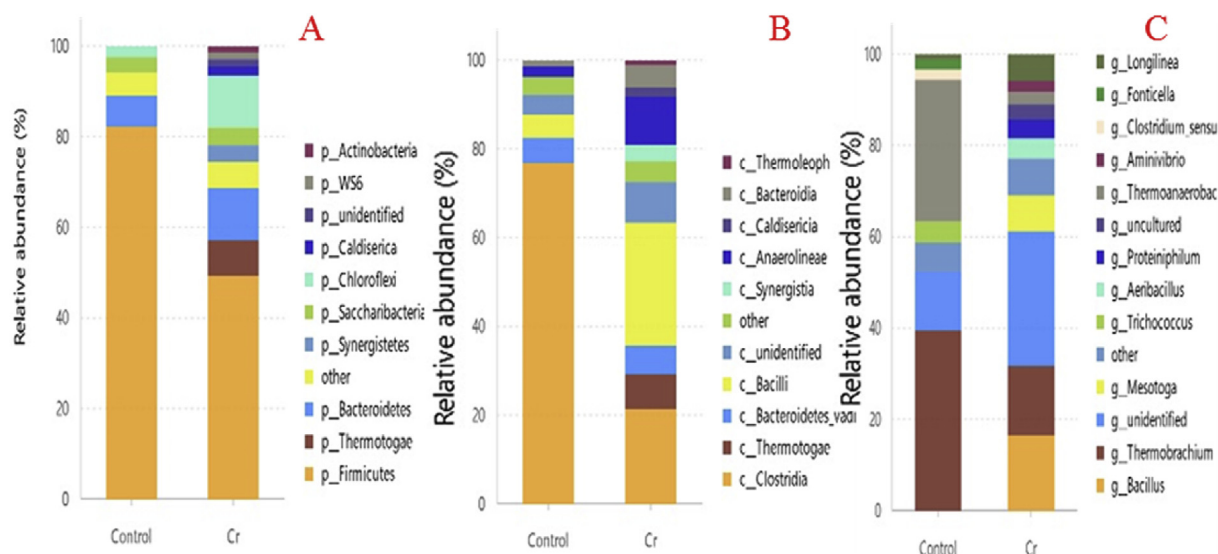 A
Relative abundance (%)
100
80
60
40
20
0
Control
Cr
p_Actinobacteria
p_WS6
p_unidentified
p_Caldiserica
p_Chloroflexi
p_Saccharibacteria
p_Synergistetes
other
p_Bacteroidetes
p_Thermotogae
p_Firmicutes
B
Relative abundance (%)
100
80
60
40
20
0
Control
Cr
c_Thermoleoph
c_Bacteroidia
c_Caldisericia
c_Anaerolineae
c_Synergistia
other
c_unidentified
c_Bacilli
c_Bacteroidetes_vadi
c_Thermotogae
c_Clostridia
C
Relative abundance (%)
100
80
60
40
20
0
Control
Cr
g_Longilinea
g_Fonticella
g_Clostridium_sensu
g_Aminivibrio
g_Thermoanaerobac
g_uncultured
g_Proteiniphilum
g_Aeribacillus
g_Trichococcus
other
g_Mesotoga
g_unidentified
g_Thermobrachium
g_Bacillus